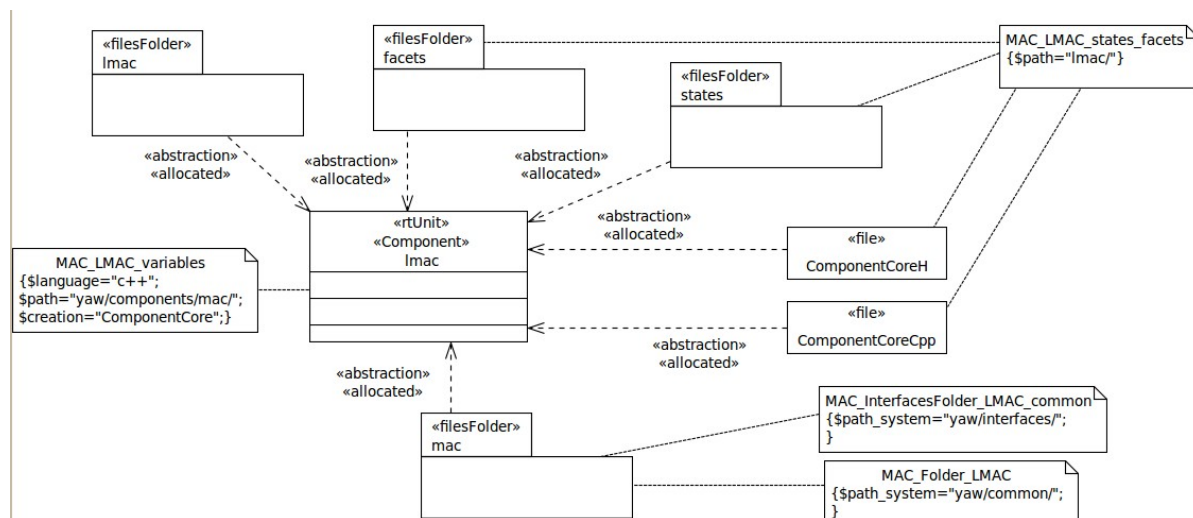 «filesFolder»
lmac
«filesFolder»
facets
«filesFolder»
states
MAC_LMAC_states_facets
{$path="lmac/"}
«abstraction»
«allocated»
«abstraction»
«allocated»
«abstraction»
«allocated»
«rtUnit»
«Component»
lmac
«abstraction»
«allocated»
«file»
ComponentCoreH
MAC_LMAC_variables
{$language="c++";
$path="yaw/components/mac/";
$creation="ComponentCore";}
«file»
ComponentCoreCpp
«abstraction»
«allocated»
«abstraction»
«allocated»
«filesFolder»
mac
MAC_InterfacesFolder_LMAC_common
{$path_system="yaw/interfaces/";
}
MAC_Folder_LMAC
{$path_system="yaw/common/";
}